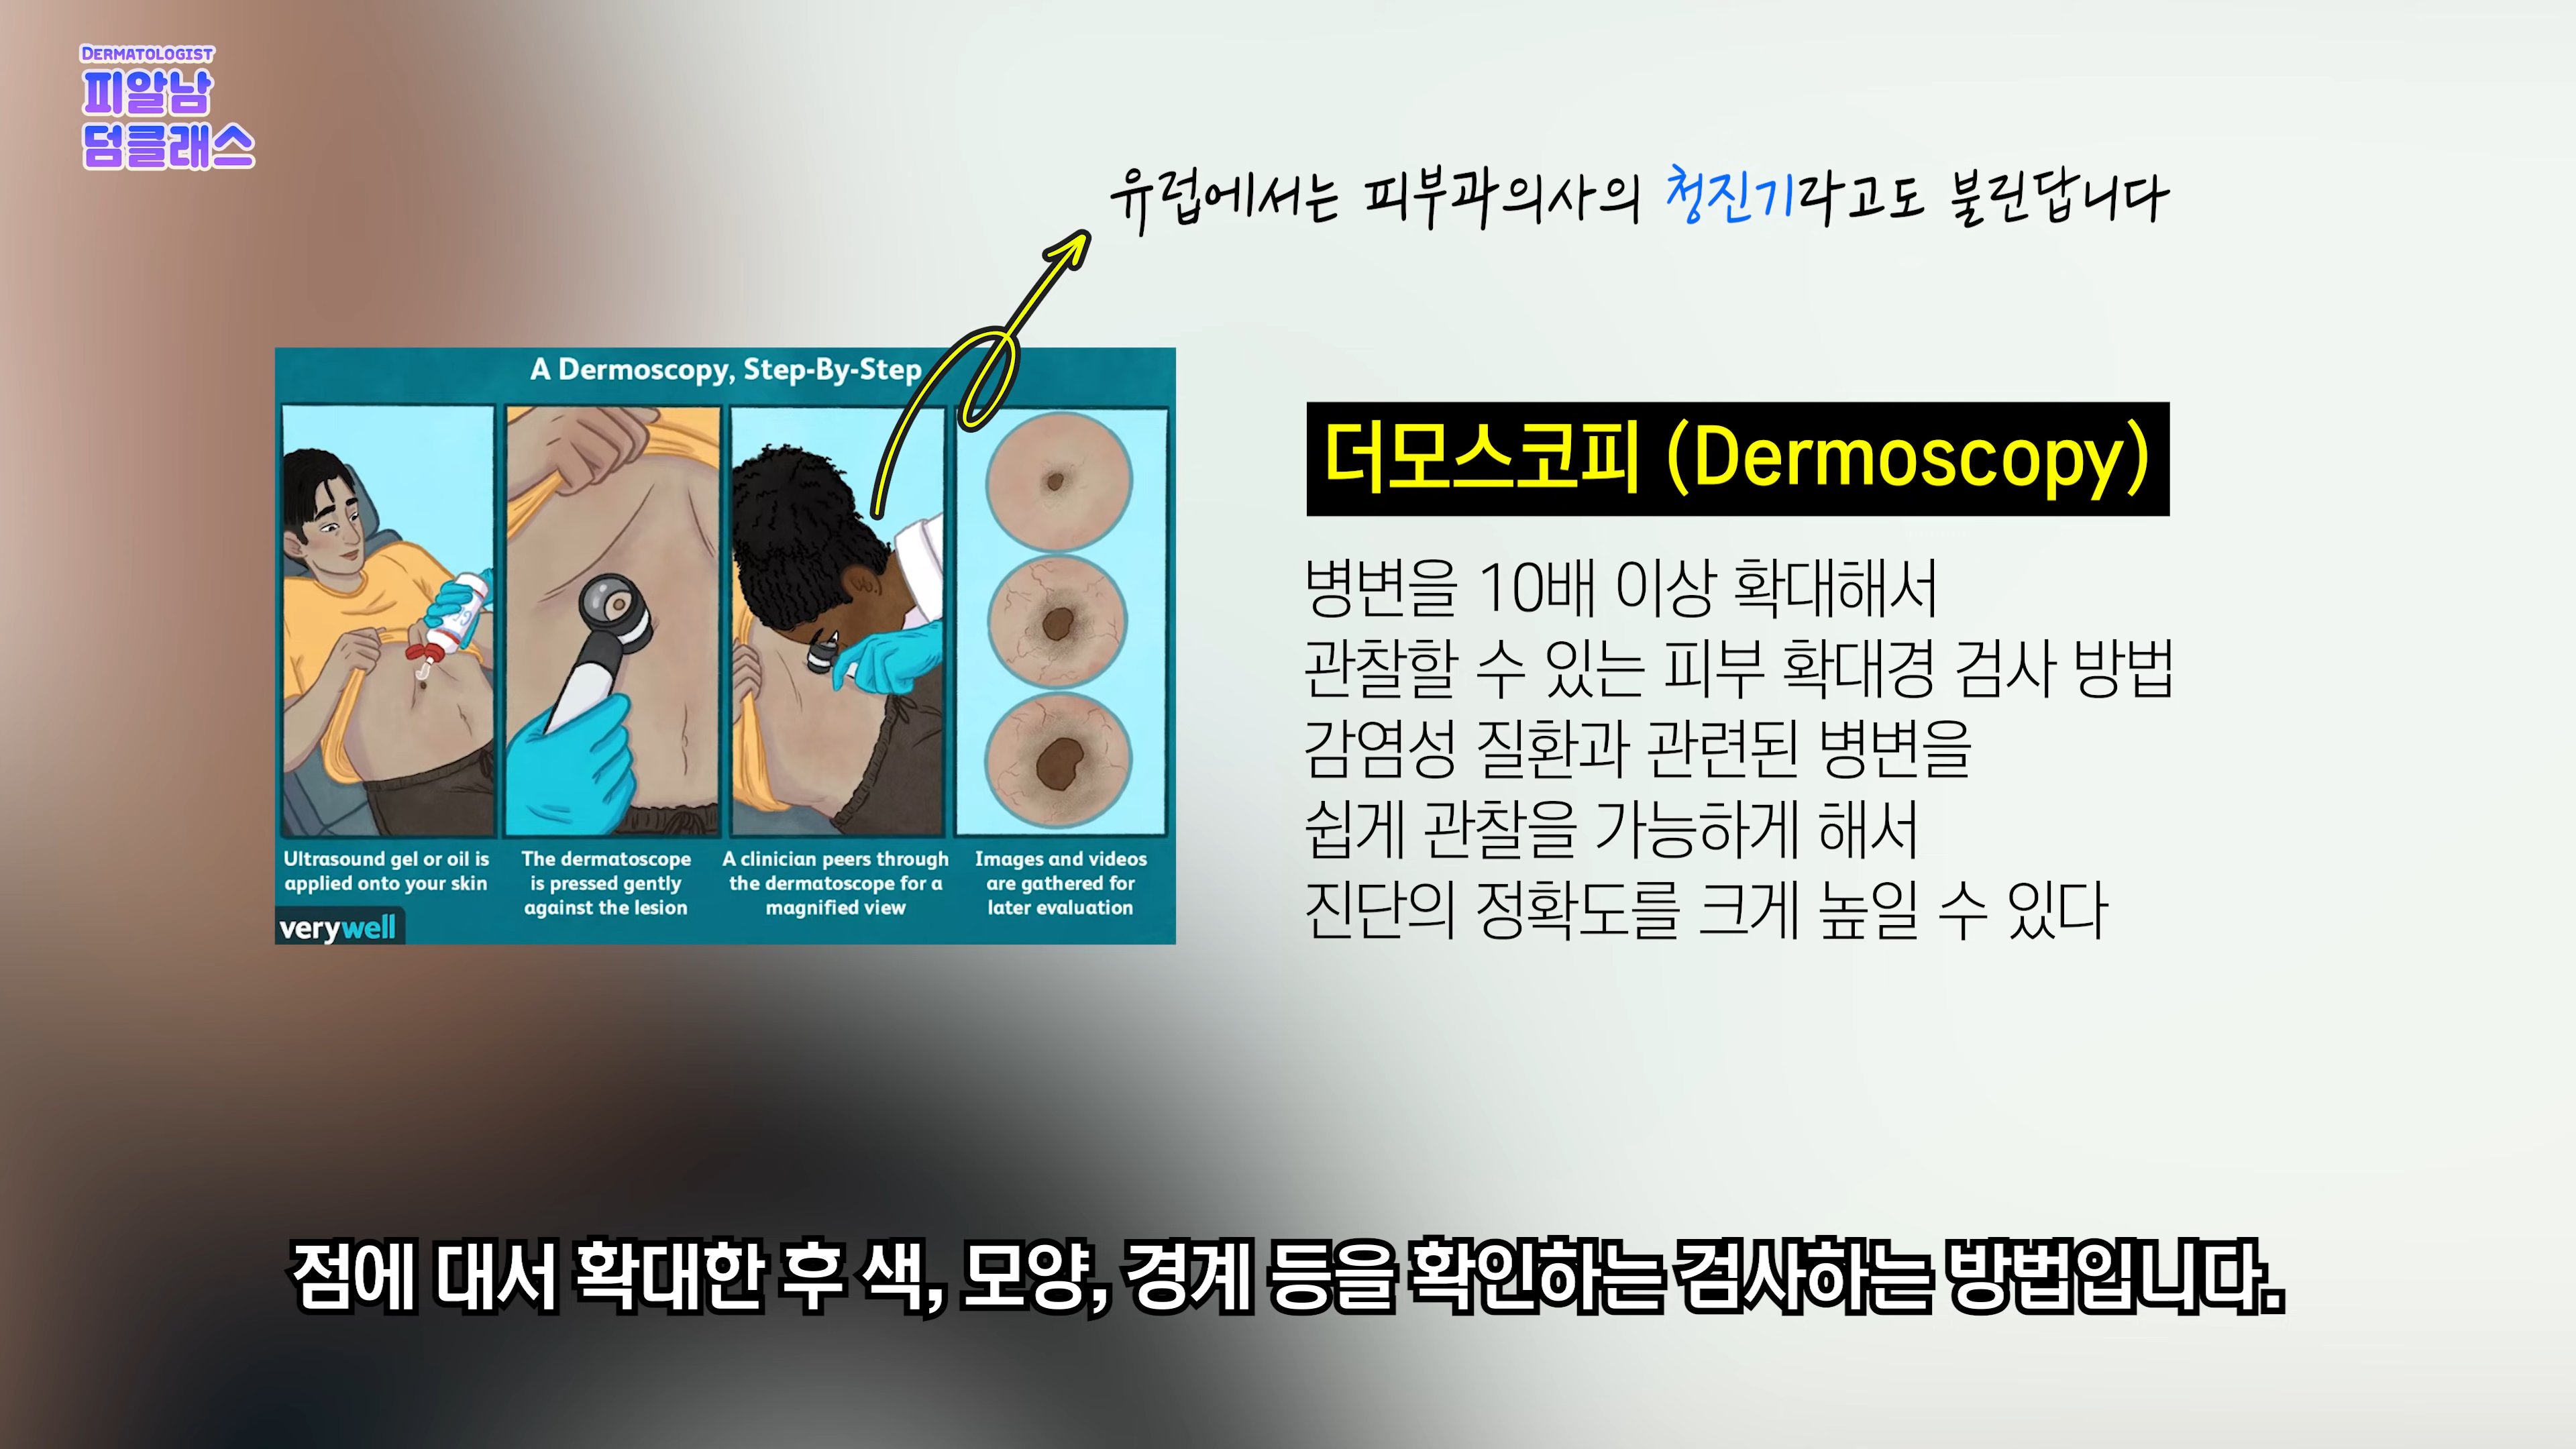 DERMATOLOGIST
피알남
덤클래스
유럽에서는 피부과의사의 청진기라고도 불린답니다
A Dermoscopy, Step-By-Step
Ultrasound gel or oil is
applied onto your skin
The dermatoscope
is pressed gently
against the lesion
A clinician peers through
the dermatoscope for a
magnified view
Images and videos
are gathered for
later evaluation
verywell
더모스코피 (Dermoscopy)
병변을 10배 이상 확대해서
관찰할 수 있는 피부 확대경 검사 방법
감염성 질환과 관련된 병변을
쉽게 관찰을 가능하게 해서
진단의 정확도를 크게 높일 수 있다
점에 대서 확대한 후 색, 모양, 경계 등을 확인하는 검사하는 방법입니다.